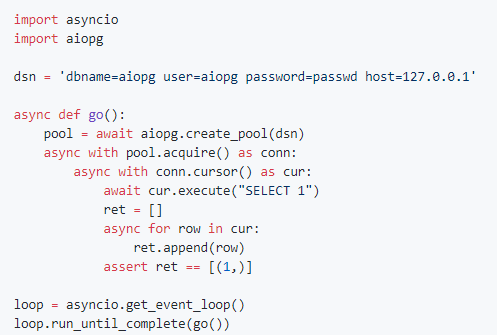 import asyncio
import aiopg
dsn = 'dbname=aiopg user=aiopg password=passwd host=127.0.0.1'
async def go():
    pool = await aiopg.create_pool(dsn)
    async with pool.acquire() as conn:
        async with conn.cursor() as cur:
            await cur.execute("SELECT 1")
            ret = []
            async for row in cur:
                ret.append(row)
            assert ret == [(1,)]
loop = asyncio.get_event_loop()
loop.run_until_complete(go())